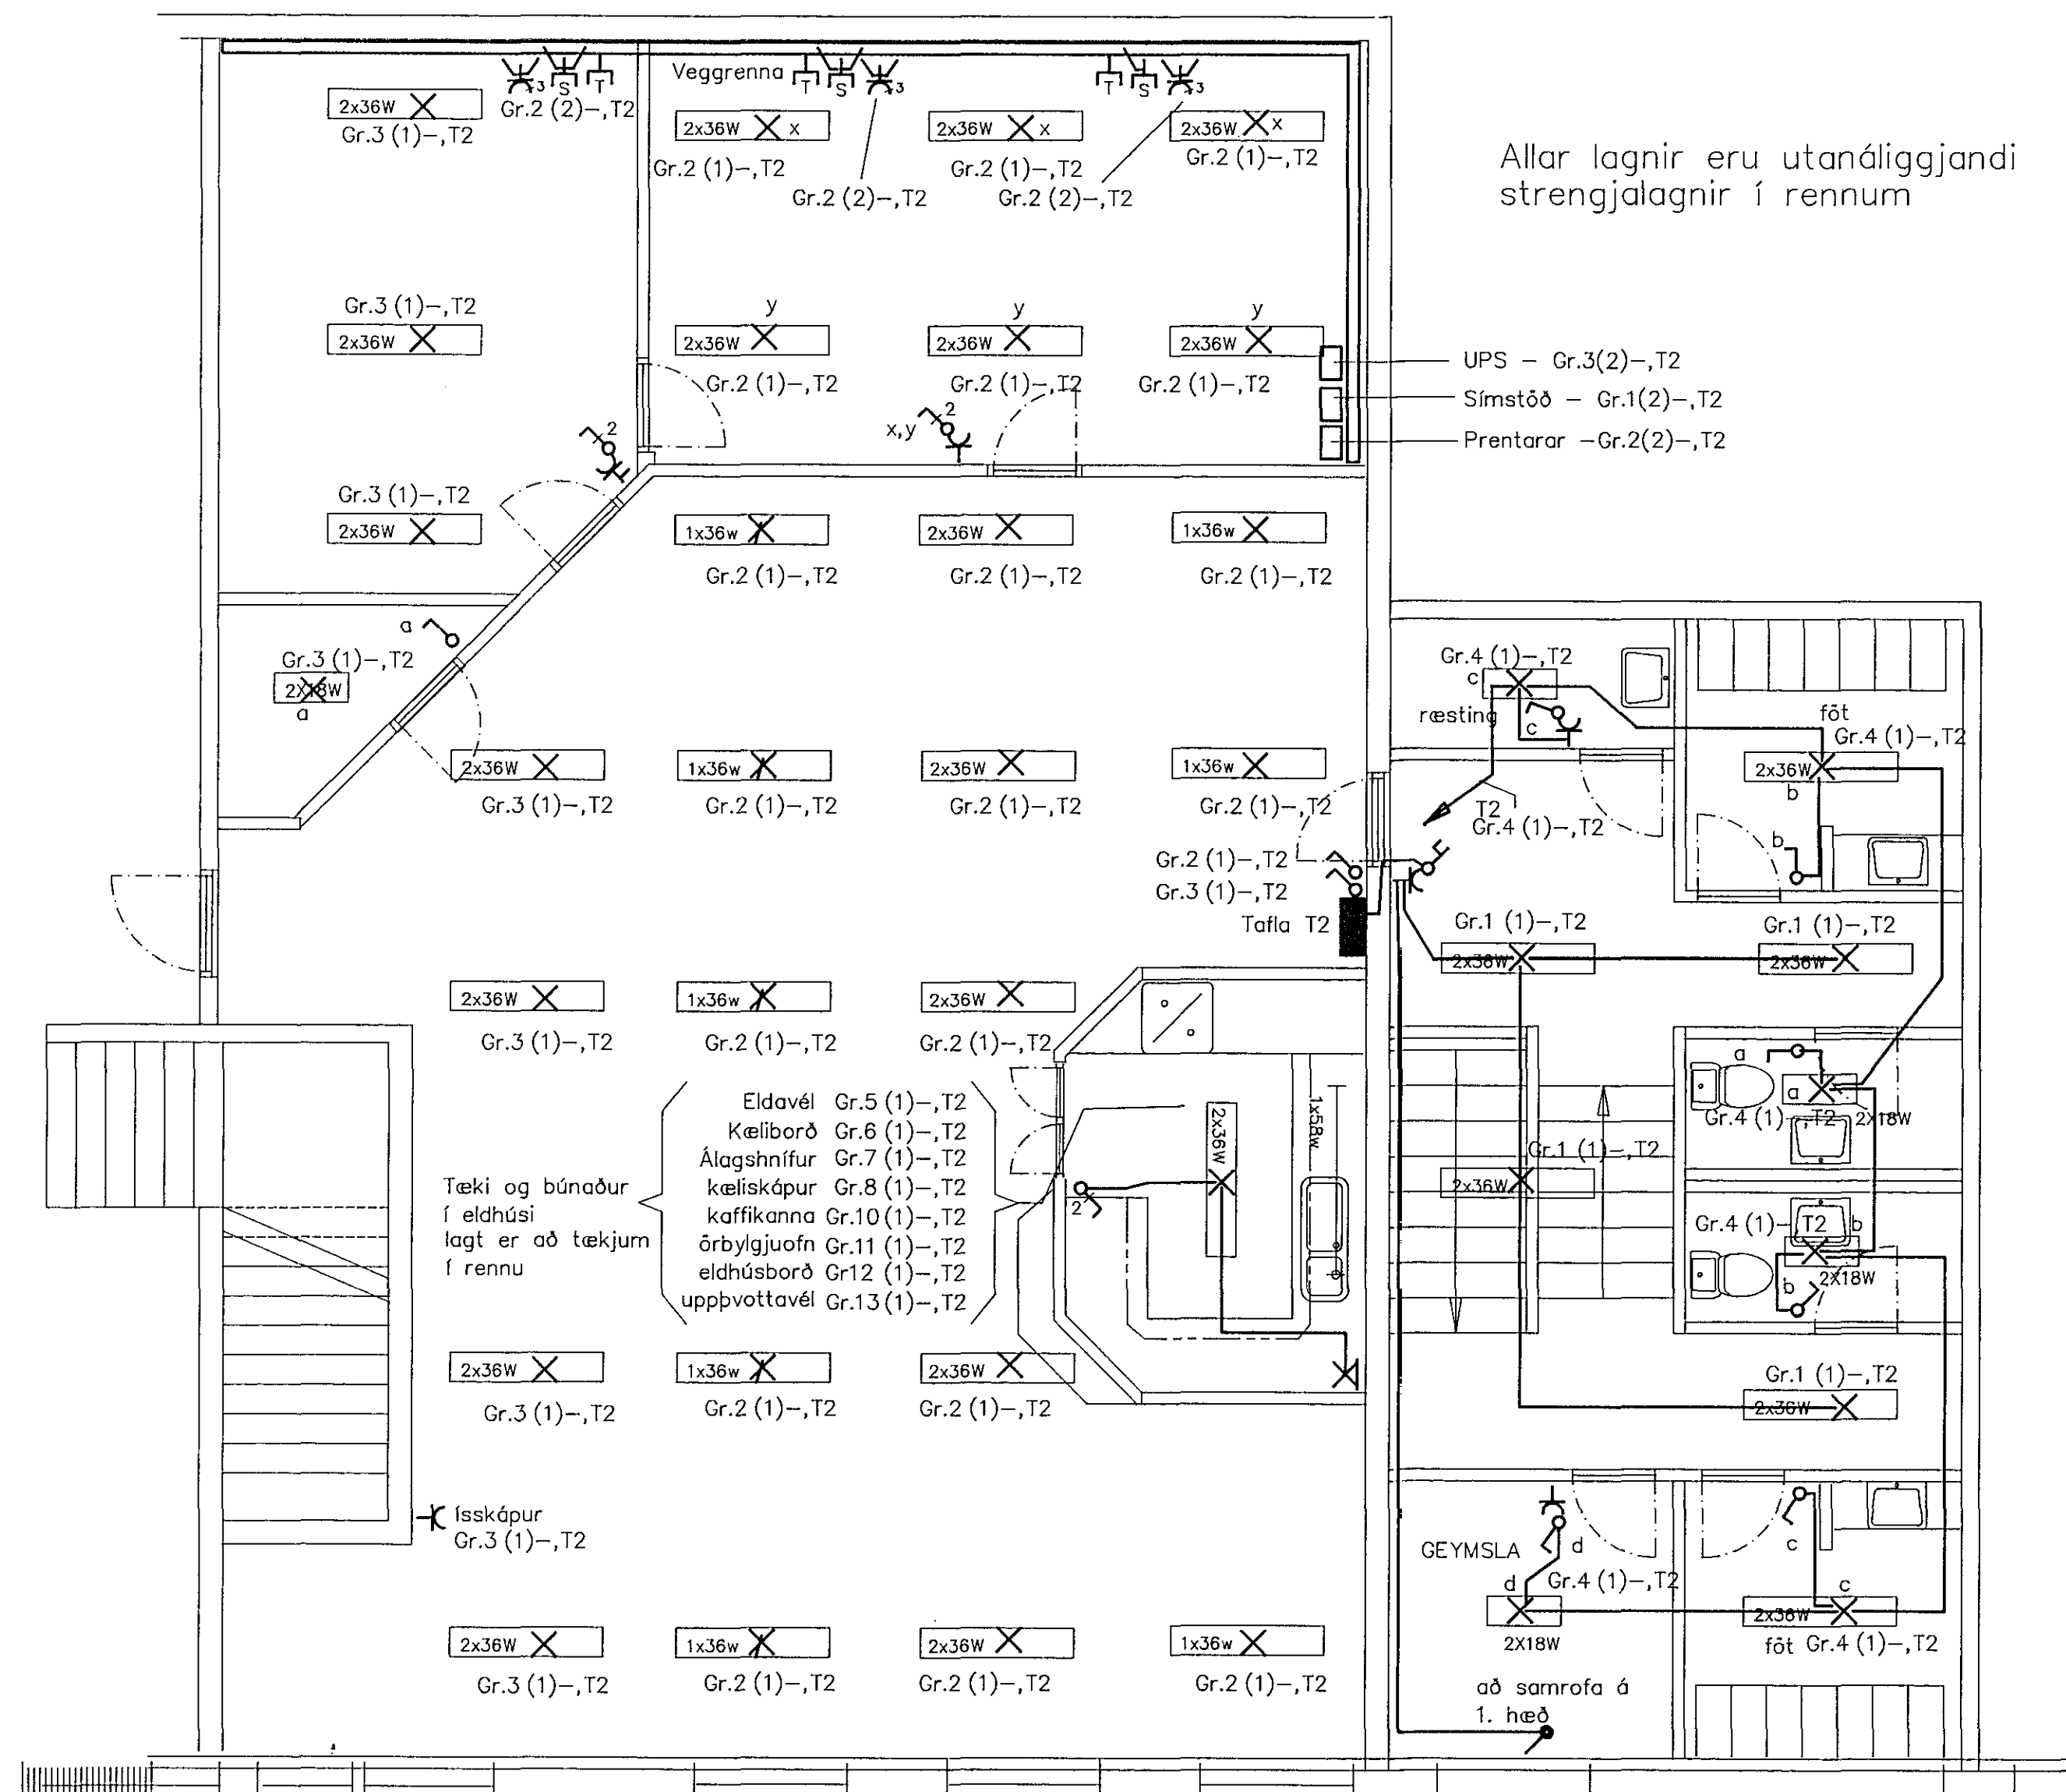 Veggrenna
T
S
3
S
T
T
S
3
3
2x36W
Gr.3 (1)–,T2
Gr.2 (2)–,T2
2x36W x
2x36W x
2x36W x
Gr.2 (1)–,T2
Gr.2 (1)–,T2
Gr.2 (1)–,T2
Gr.2 (2)–,T2
Gr.2 (2)–,T2
Allar lagnir eru utanáliggjandi
strengjalagnir í rennum
Gr.3 (1)–,T2
2x36W
y
y
y
2x36W
2x36W
2x36W
Gr.2 (1)–,T2
Gr.2 (1)–,T2
Gr.2 (1)–,T2
UPS – Gr.3(2)–,T2
Símstöð – Gr.1(2)–,T2
Prentarar –Gr.2(2)–,T2
2
x,y
2
Gr.3 (1)–,T2
2x36W
1x36w
2x36W
1x36w
Gr.2 (1)–,T2
Gr.2 (1)–,T2
Gr.2 (1)–,T2
a
Gr.3 (1)–,T2
2X18W
a
Gr.4 (1)–,T2
c
ræsting
c
föt
Gr.4 (1)–,T2
2x36W
b
b
T2
Gr.4 (1)–,T2
2x36W
1x36w
2x36W
1x36w
Gr.3 (1)–,T2
Gr.2 (1)–,T2
Gr.2 (1)–,T2
Gr.2 (1)–,T2
Gr.2 (1)–,T2
Gr.3 (1)–,T2
Tafla T2
Gr.1 (1)–,T2
Gr.1 (1)–,T2
2x36W
2x36W
2x36W
1x36w
2x36W
Gr.3 (1)–,T2
Gr.2 (1)–,T2
Gr.2 (1)–,T2
Tæki og búnaður
í eldhúsi
lagt er að tækjum
í rennu
Eldavél Gr.5 (1)–,T2
Kæliborð Gr.6 (1)–,T2
Álagshnífur Gr.7 (1)–,T2
kæliskápur Gr.8 (1)–,T2
kaffikanna Gr.10 (1)–,T2
örbylgjuofn Gr.11 (1)–,T2
eldhúsborð Gr12 (1)–,T2
uppþvottavél Gr.13 (1)–,T2
2x36W
1x58w
2
a
a
Gr.4 (1)–,T2
2X18W
Gr.1 (1)–,T2
2x36W
Gr.4 (1)–,T2
b
b
2X18W
2x36W
1x36w
2x36W
Gr.3 (1)–,T2
Gr.2 (1)–,T2
Gr.2 (1)–,T2
Gr.1 (1)–,T2
2x36W
Ísskápur
Gr.3 (1)–,T2
GEYMSLA
d
d
Gr.4 (1)–,T2
2X18W
c
c
2x36W
föt Gr.4 (1)–,T2
2x36W
1x36w
2x36W
1x36w
Gr.3 (1)–,T2
Gr.2 (1)–,T2
Gr.2 (1)–,T2
Gr.2 (1)–,T2
að samrofa á
1. hæð